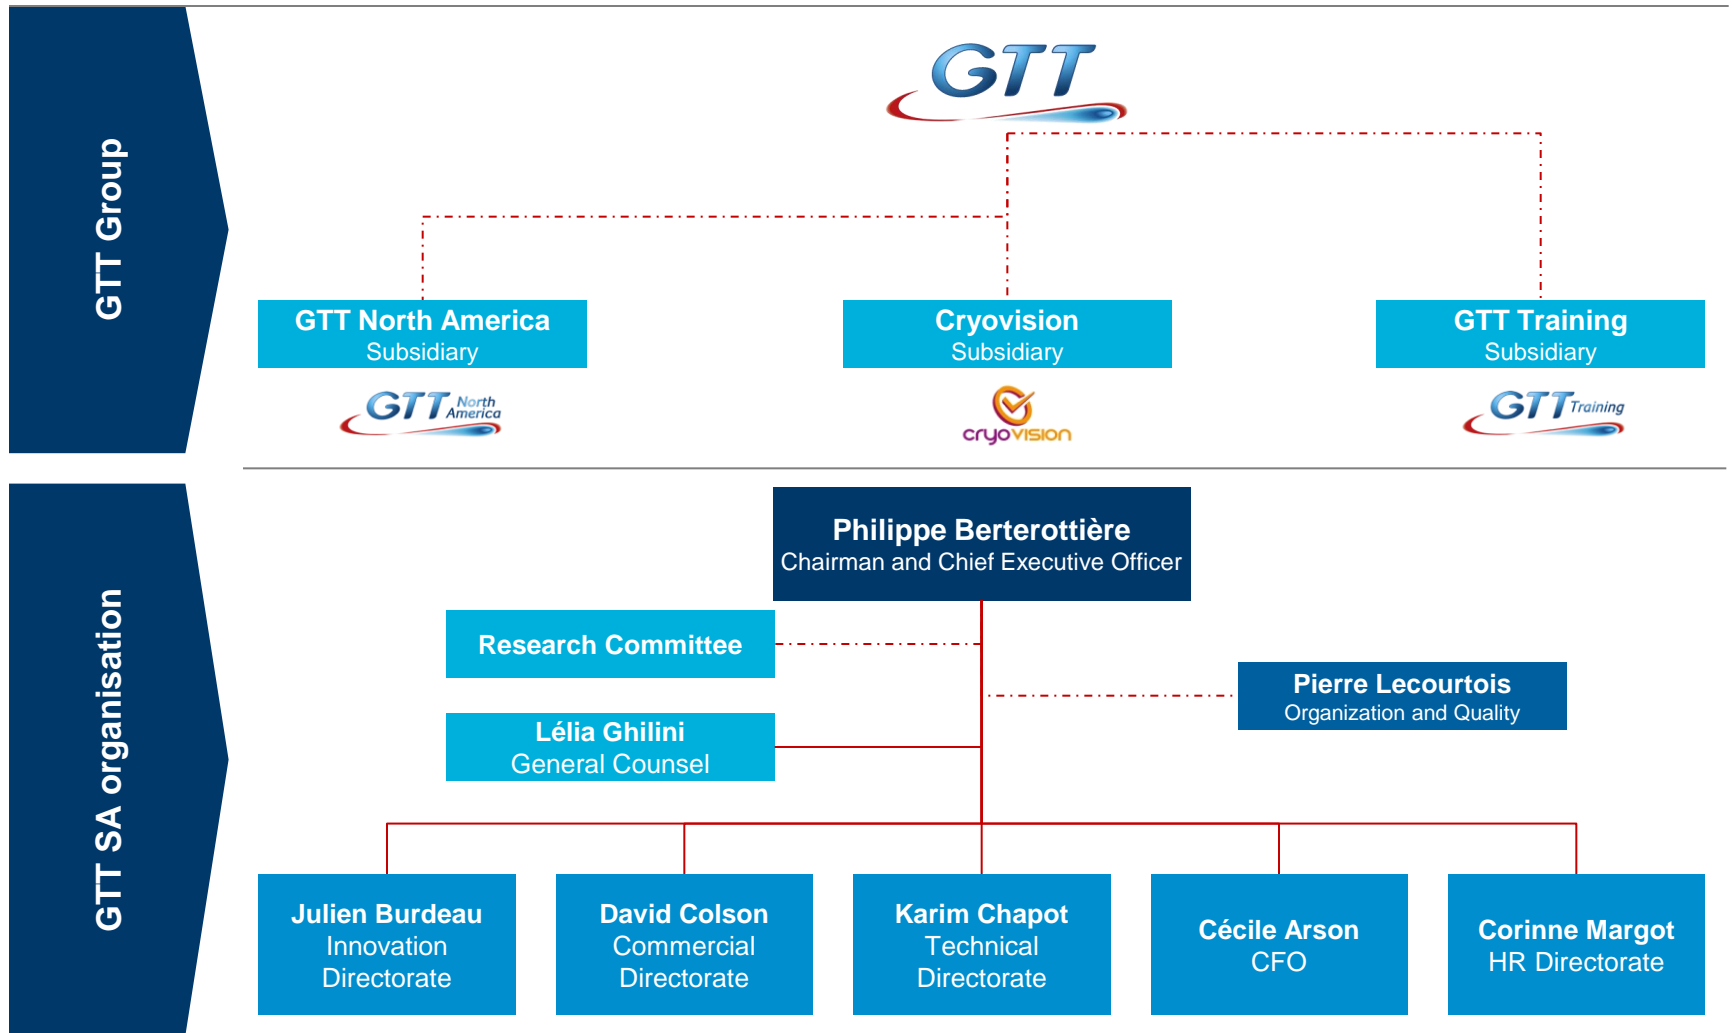 GTT
GTT Group
GTT North America
Subsidiary
Cryovision
Subsidiary
GTT Training
Subsidiary
GTT North
America
cryovision
GTT Training
GTT SA organisation
Philippe Berterottière
Chairman and Chief Executive Officer
Research Committee
Pierre Lecourtois
Organization and Quality
Lélia Ghilini
General Counsel
Julien Burdeau
Innovation
Directorate
David Colson
Commercial
Directorate
Karim Chapot
Technical
Directorate
Cécile Arson
CFO
Corinne Margot
HR Directorate